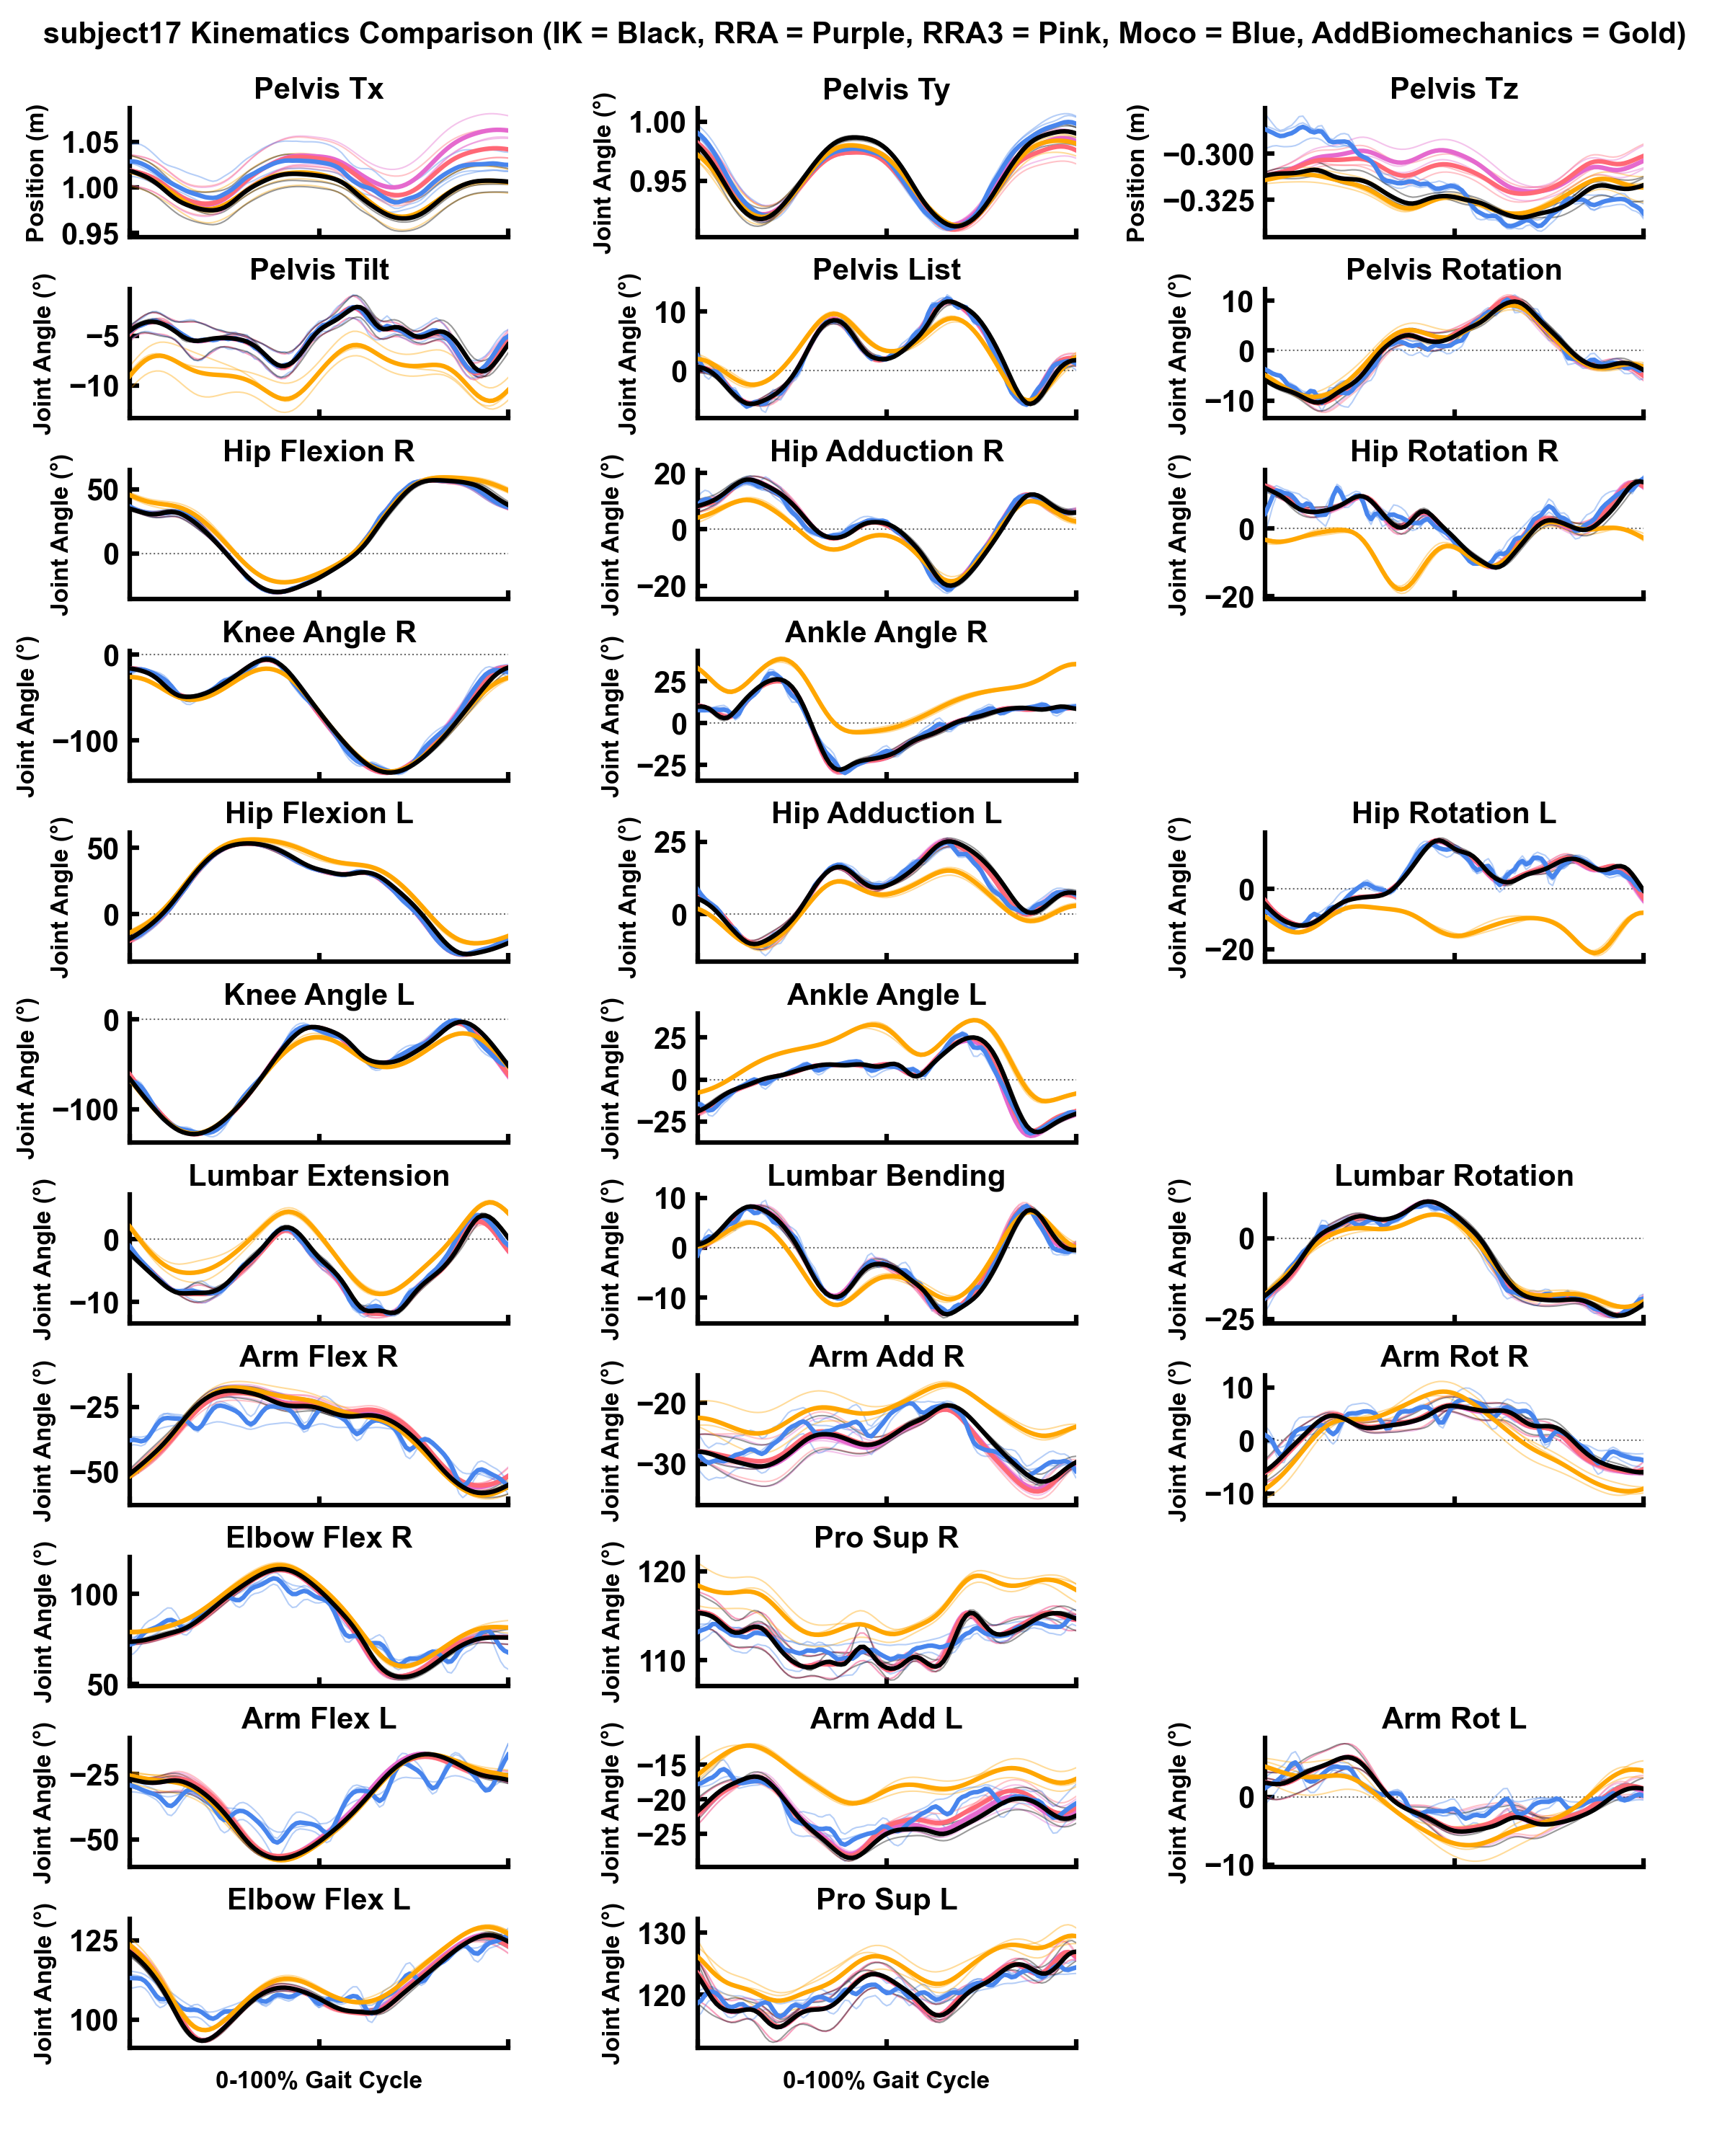 subject17 Kinematics Comparison (IK = Black, RRA = Purple, RRA3 = Pink, Moco = Blue, AddBiomechanics = Gold)
Pelvis Tx
Position (m)
1.05
1.00
0.95
Pelvis Ty
Joint Angle (°)
1.00
0.95
Pelvis Tz
Position (m)
−0.300
−0.325
Pelvis Tilt
Joint Angle (°)
−5
−10
Pelvis List
Joint Angle (°)
10
0
Pelvis Rotation
Joint Angle (°)
10
0
−10
Hip Flexion R
Joint Angle (°)
50
0
Hip Adduction R
Joint Angle (°)
20
0
−20
Hip Rotation R
Joint Angle (°)
0
−20
Knee Angle R
Joint Angle (°)
0
−100
Ankle Angle R
Joint Angle (°)
25
0
−25
Hip Flexion L
Joint Angle (°)
50
0
Hip Adduction L
Joint Angle (°)
25
0
Hip Rotation L
Joint Angle (°)
0
−20
Knee Angle L
Joint Angle (°)
0
−100
Ankle Angle L
Joint Angle (°)
25
0
−25
Lumbar Extension
Joint Angle (°)
0
−10
Lumbar Bending
Joint Angle (°)
10
0
−10
Lumbar Rotation
Joint Angle (°)
0
−25
Arm Flex R
Joint Angle (°)
−25
−50
Arm Add R
Joint Angle (°)
−20
−30
Arm Rot R
Joint Angle (°)
10
0
−10
Elbow Flex R
Joint Angle (°)
100
50
Pro Sup R
Joint Angle (°)
120
110
Arm Flex L
Joint Angle (°)
−25
−50
Arm Add L
Joint Angle (°)
−15
−20
−25
Arm Rot L
Joint Angle (°)
0
−10
Elbow Flex L
Joint Angle (°)
125
100
0-100% Gait Cycle
Pro Sup L
Joint Angle (°)
130
120
0-100% Gait Cycle